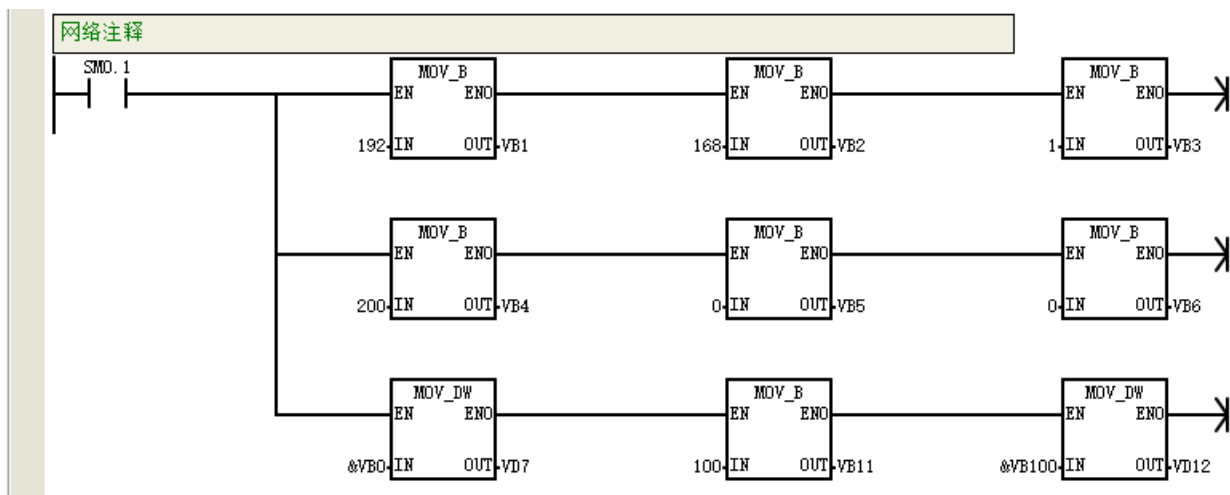 网络注释
SM0.1
MOV_B MOV_B MOV_B
EN ENO EN ENO EN ENO
192 IN OUT VB1 168 IN OUT VB2 1 IN OUT VB3
MOV_B MOV_B MOV_B
EN ENO EN ENO EN ENO
200 IN OUT VB4 0 IN OUT VB5 0 IN OUT VB6
MOV_DW MOV_B MOV_DW
EN ENO EN ENO EN ENO
&VB0 IN OUT VD7 100 IN OUT VB11 &VB100 IN OUT VD12